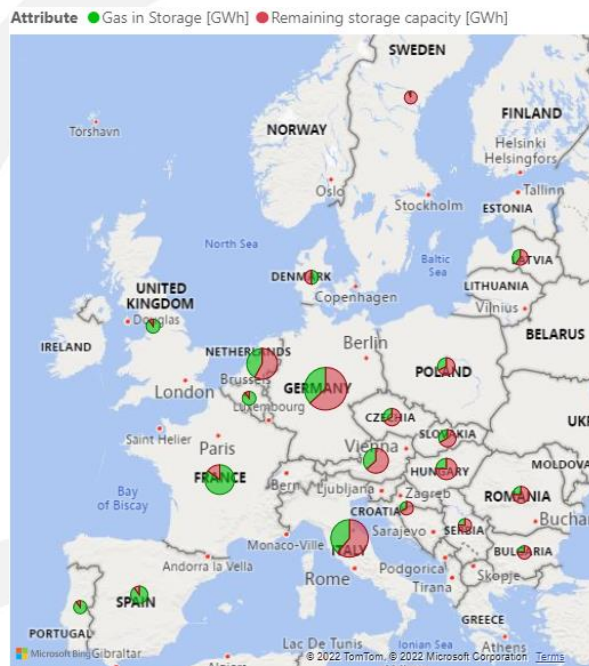 Attribute Gas in Storage [GWh] Remaining storage capacity [GWh]
SWEDEN
FINLAND
Tórshavn
NORWAY
Helsinki
Helsingfors
Oslo
Tallinn
Stockholm
ESTONIA
North Sea
Baltic
Sea
LATVIA
DENMARK
LITHUANIA
UNITED
KINGDOM
Copenhagen
Vilnius
Douglas
BELARUS
IRELAND
NETHERLANDS
Berlin
London
Brussels
GERMANY
POLAND
Luxembourg
CZECHIA
UKI
Saint Helier
Paris
SLOVAKIA
Vienna
FRANCE
Bern
HUNGARY
MOLDOVA
Bay
of
Biscay
Ljubljana
Zagreb
ROMANIA
CROATIA
Buchar
Monaco-Ville
Sarajevo
SERBIA
ITALY
Andorra la Vella
Podgorica
BULGARIA
Rome
Skopje
Tirana
SPAIN
PORTUGAL
GREECE
Microsoft Bing
Gibraltar
Lac De Tunis
Ionian Sea
Athens
© 2022 TomTom, © 2022 Microsoft Corporation Terms